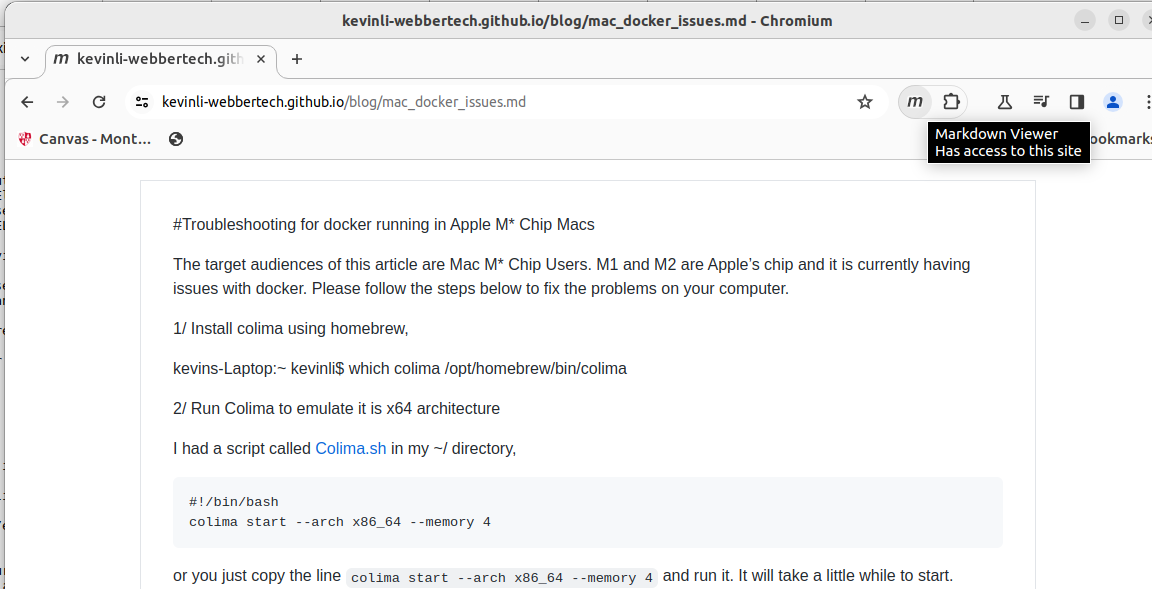 kevinli-webbertech.github.io/blog/mac_docker_issues.md - Chromium
m kevinli-webbertech.gith
kevinli-webbertech.github.io/blog/mac_docker_issues.md
m
Canvas - Mont...
ookmarks
Markdown Viewer
Has access to this site
#Troubleshooting for docker running in Apple M* Chip Macs
The target audiences of this article are Mac M* Chip Users. M1 and M2 are Apple’s chip and it is currently having
issues with docker. Please follow the steps below to fix the problems on your computer.
1/ Install colima using homebrew,
kevins-Laptop:~ kevinli$ which colima /opt/homebrew/bin/colima
2/ Run Colima to emulate it is x64 architecture
I had a script called Colima.sh in my ~/ directory,
#!/bin/bash
colima start --arch x86_64 --memory 4
or you just copy the line colima start --arch x86_64 --memory 4 and run it. It will take a little while to start.